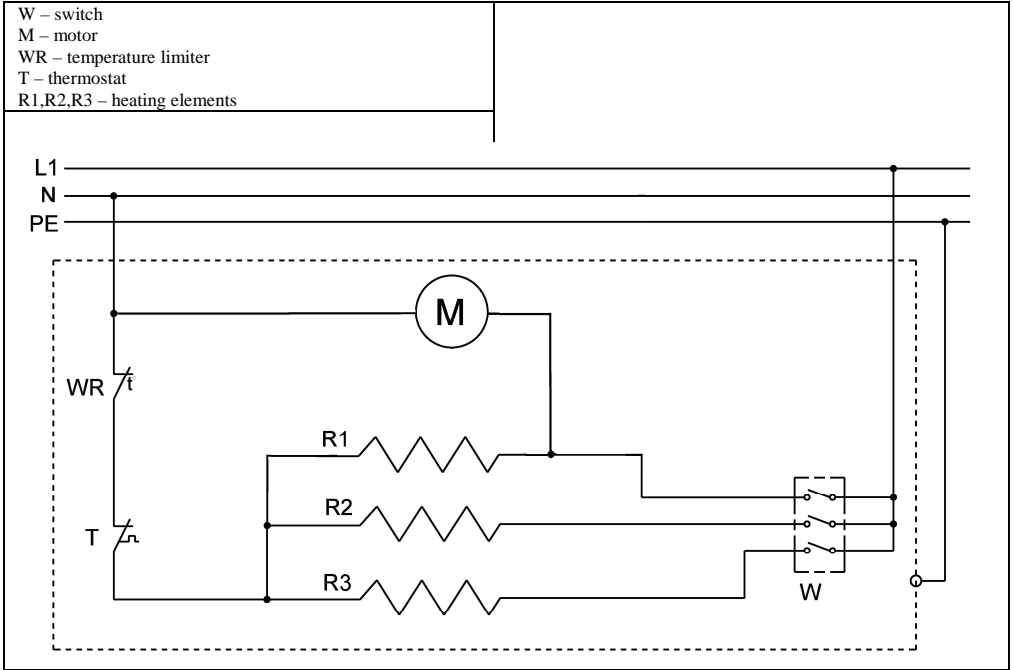 W – switch
M – motor
WR – temperature limiter
T – thermostat
R1,R2,R3 – heating elements
L1
N
PE
M
WR t°
R1
R2
T
R3
W